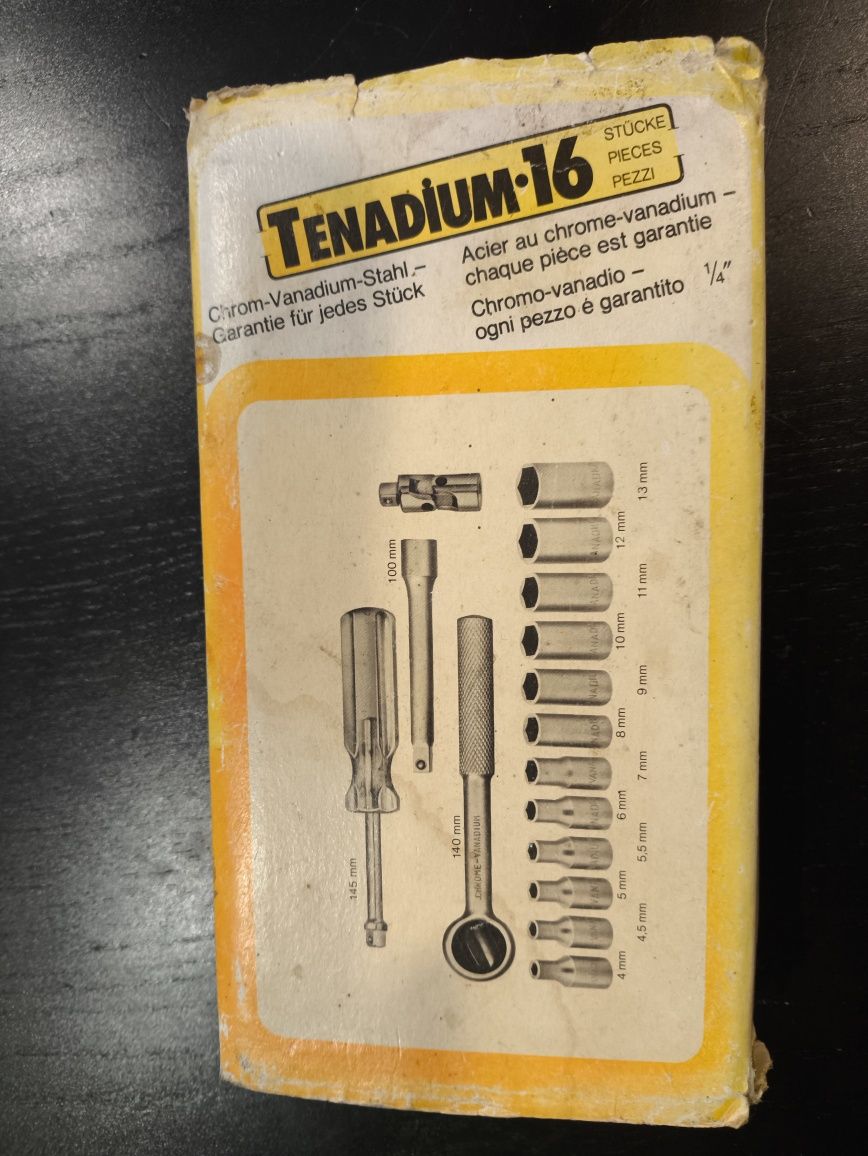 TENADIUM·16
STÜCKE
PIECES
PEZZI
Chrom-Vanadium-Stahl –
Garantie für jedes Stück
Acier au chrome-vanadium –
chaque pièce est garantie
Chromo-vanadio –
ogni pezzo é garantito
1/4"
100 mm
145 mm
140 mm
CHROME-VANADIUM
13 mm
12 mm
11 mm
10 mm
9 mm
8 mm
7 mm
6 mm
5,5 mm
5 mm
4,5 mm
4 mm